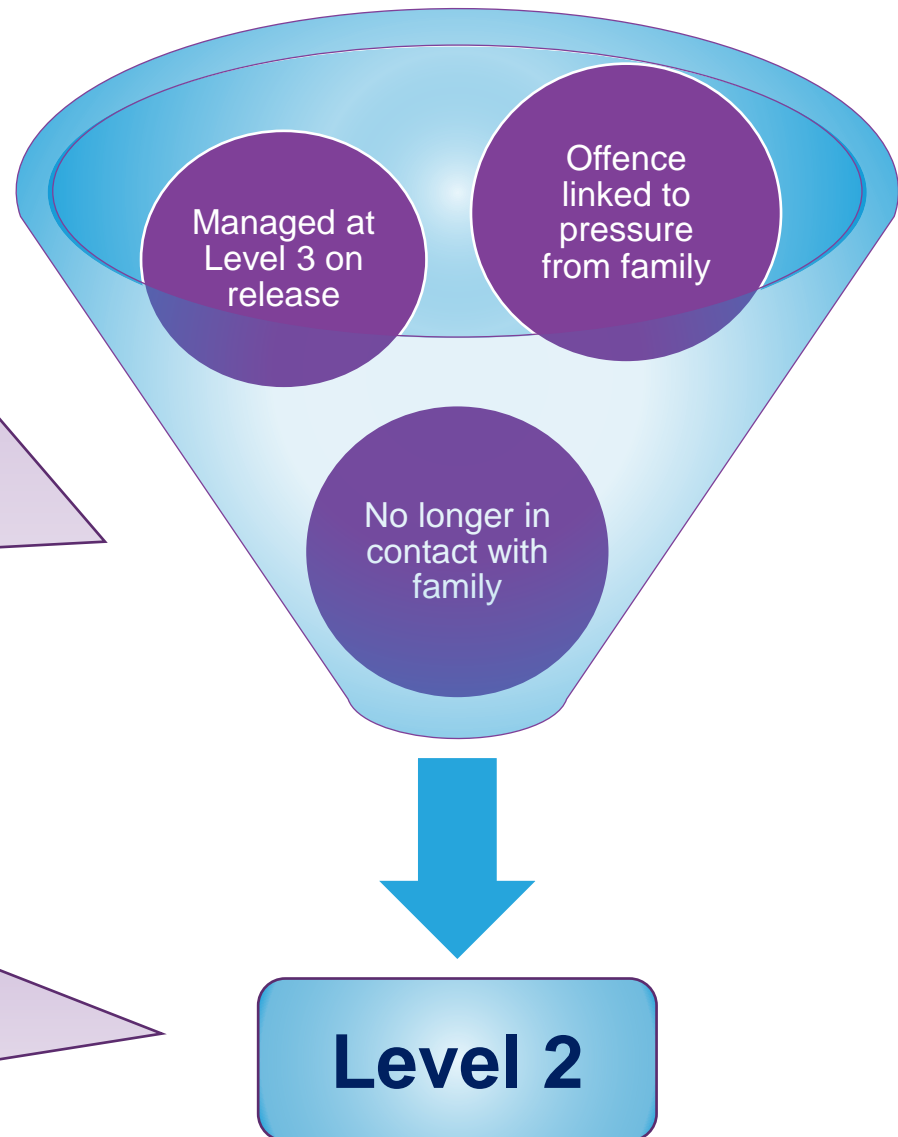 Managed at
Level 3 on
release
Offence
linked to
pressure
from family
No longer in
contact with
family
Level 2